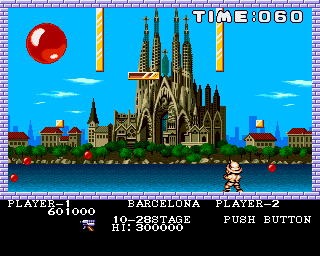 TIME:060
PLAYER-1 BARCELONA PLAYER-2
601000
10-28STAGE PUSH BUTTON
HI: 300000